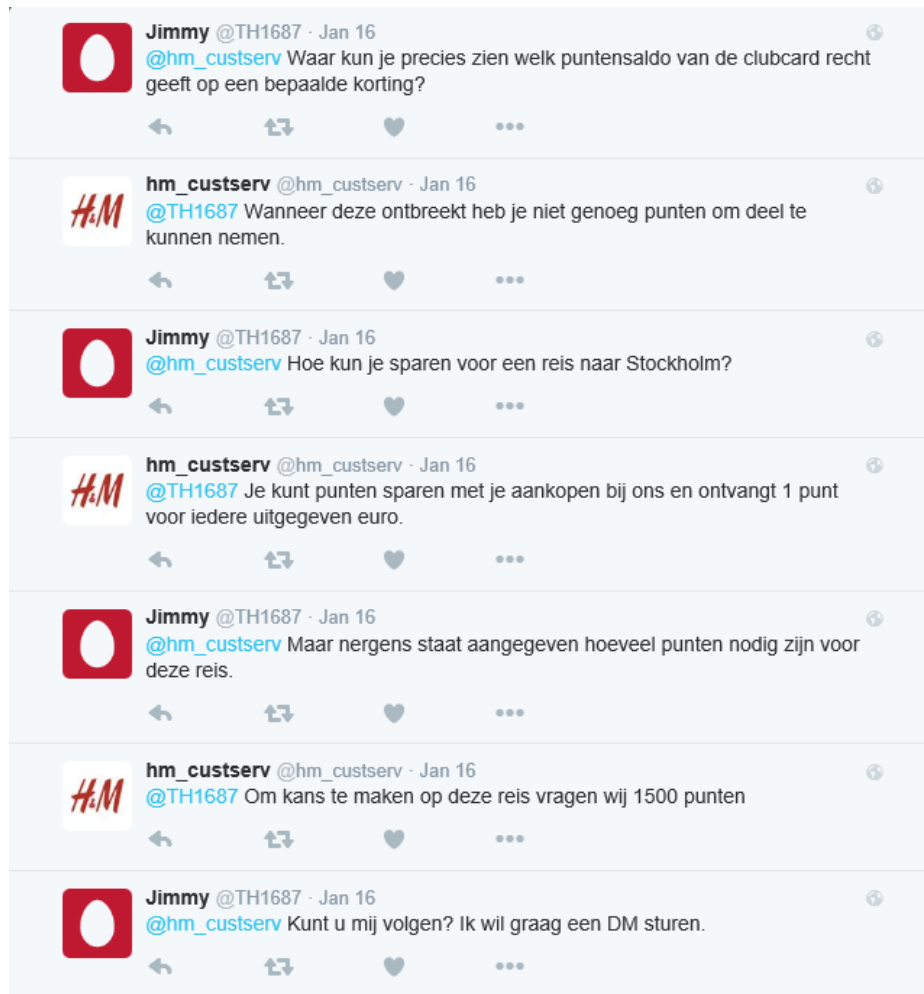 Jimmy @TH1687 · Jan 16
@hm_custserv Waar kun je precies zien welk puntensaldo van de clubcard recht
geeft op een bepaalde korting?
hm_custserv @hm_custserv · Jan 16
H&M
@TH1687 Wanneer deze ontbreekt heb je niet genoeg punten om deel te
kunnen nemen.
Jimmy @TH1687 · Jan 16
@hm_custserv Hoe kun je sparen voor een reis naar Stockholm?
hm_custserv @hm_custserv · Jan 16
H&M
@TH1687 Je kunt punten sparen met je aankopen bij ons en ontvangt 1 punt
voor iedere uitgegeven euro.
Jimmy @TH1687 · Jan 16
@hm_custserv Maar nergens staat aangegeven hoeveel punten nodig zijn voor
deze reis.
hm_custserv @hm_custserv · Jan 16
H&M
@TH1687 Om kans te maken op deze reis vragen wij 1500 punten
Jimmy @TH1687 · Jan 16
@hm_custserv Kunt u mij volgen? Ik wil graag een DM sturen.